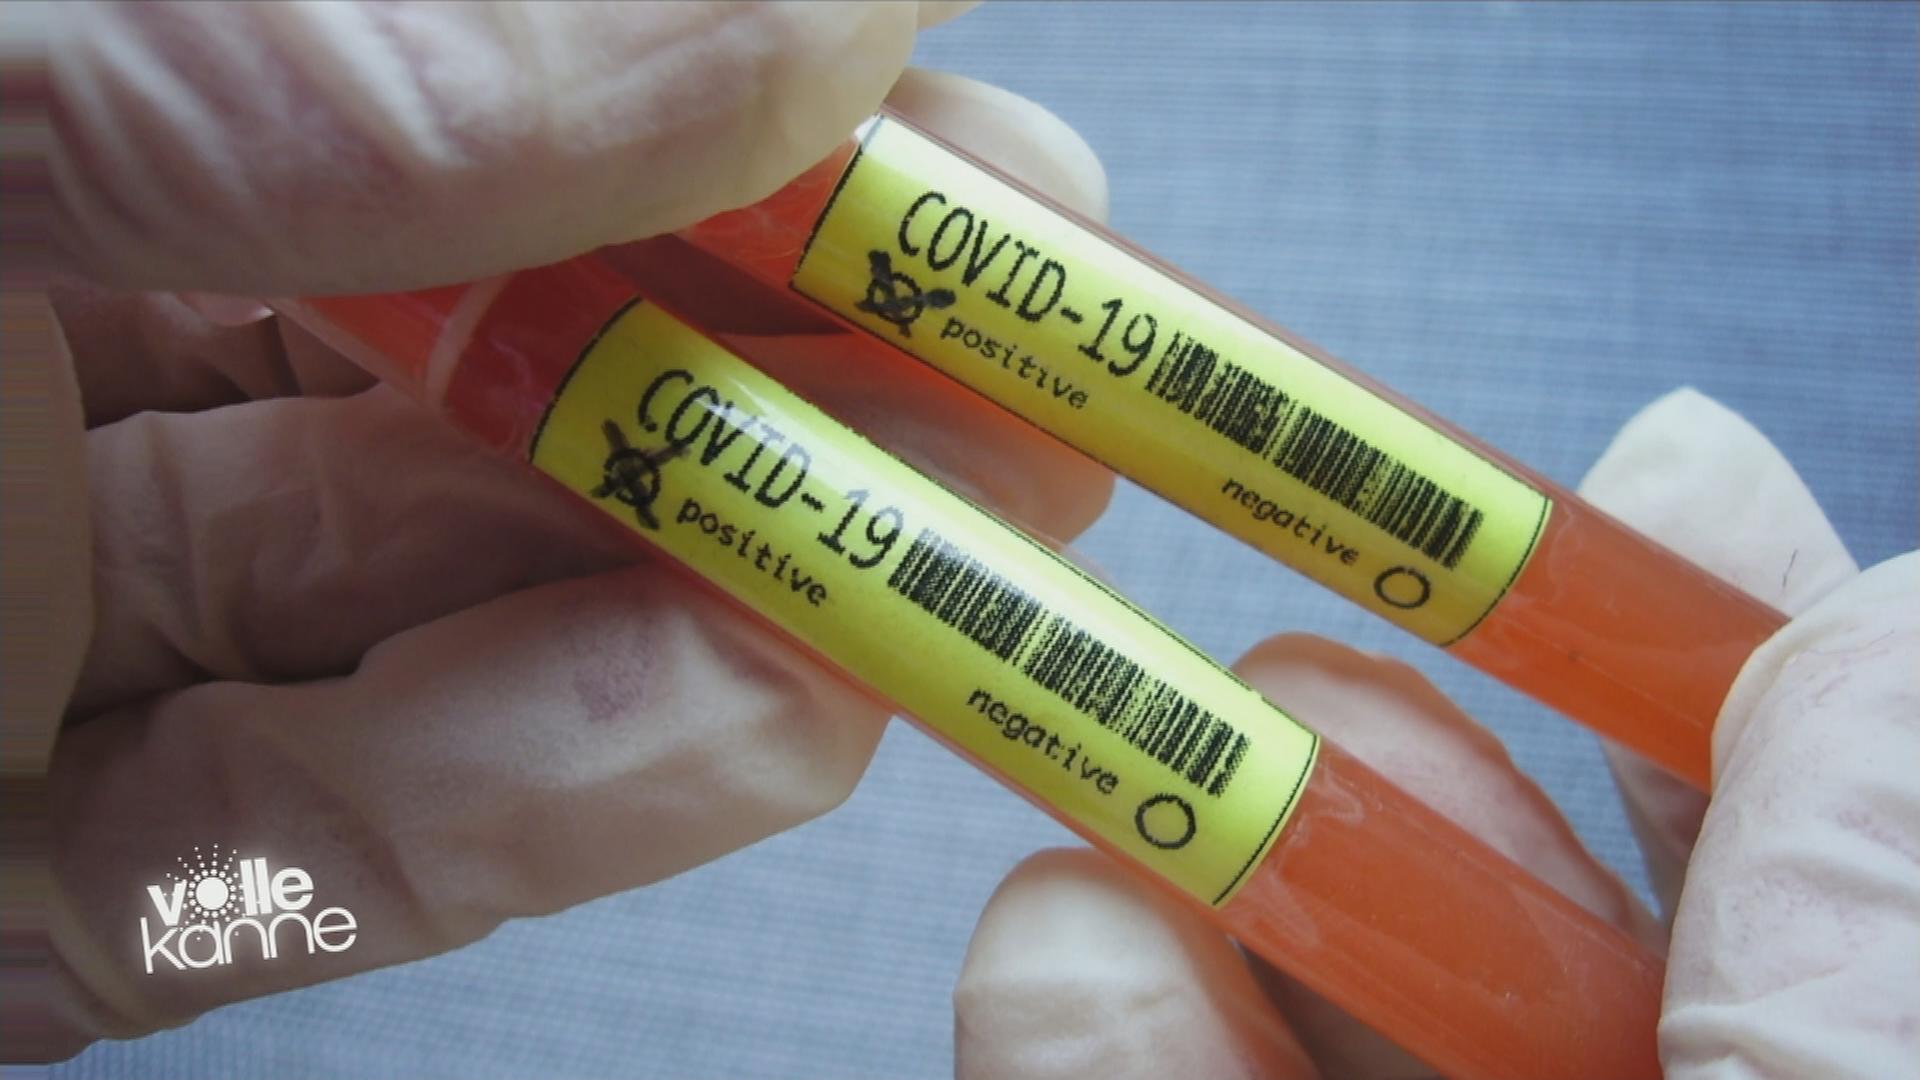 COVID-19
positive
negative
COVID-19
positive
negative
volle
kanne